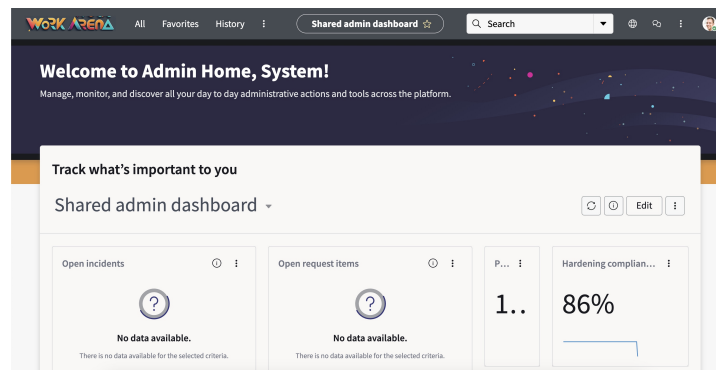 WORK ARENA
All Favorites History Shared admin dashboard Search
Welcome to Admin Home, System!
Manage, monitor, and discover all your day to day administrative actions and tools across the platform.
Track what's important to you
Shared admin dashboard
Edit
Open incidents
?
No data available.
There is no data available for the selected criteria.
Open request items
?
No data available.
There is no data available for the selected criteria.
P...
1..
Hardening complian...
86%